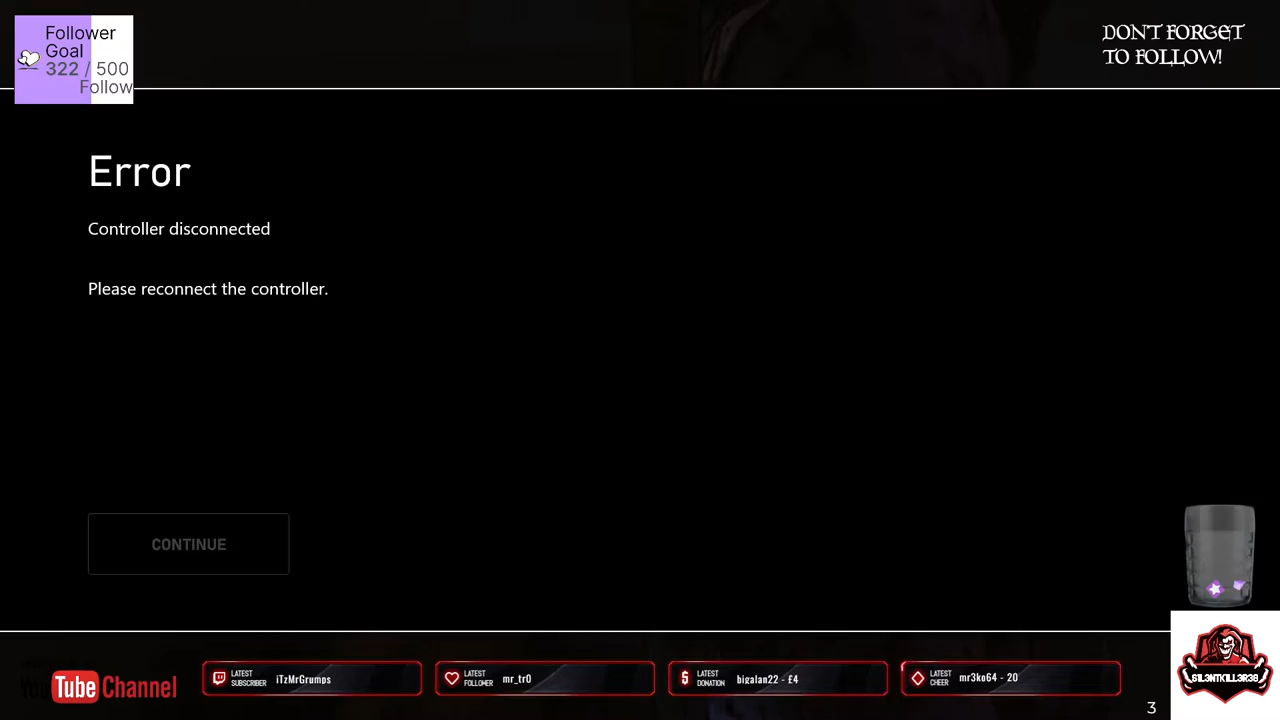 Follower
Goal
322 / 500
Follow
DONT FORGET
TO FOLLOW!
Error
Controller disconnected
Please reconnect the controller.
CONTINUE
YouTube Channel
LATEST
SUBSCRIBER
iTzMrGrumps
LATEST
FOLLOWER
mr_tr0
LATEST
DONATION
bigalan22 - £4
LATEST
CHEER
mr3ko64 - 20
3